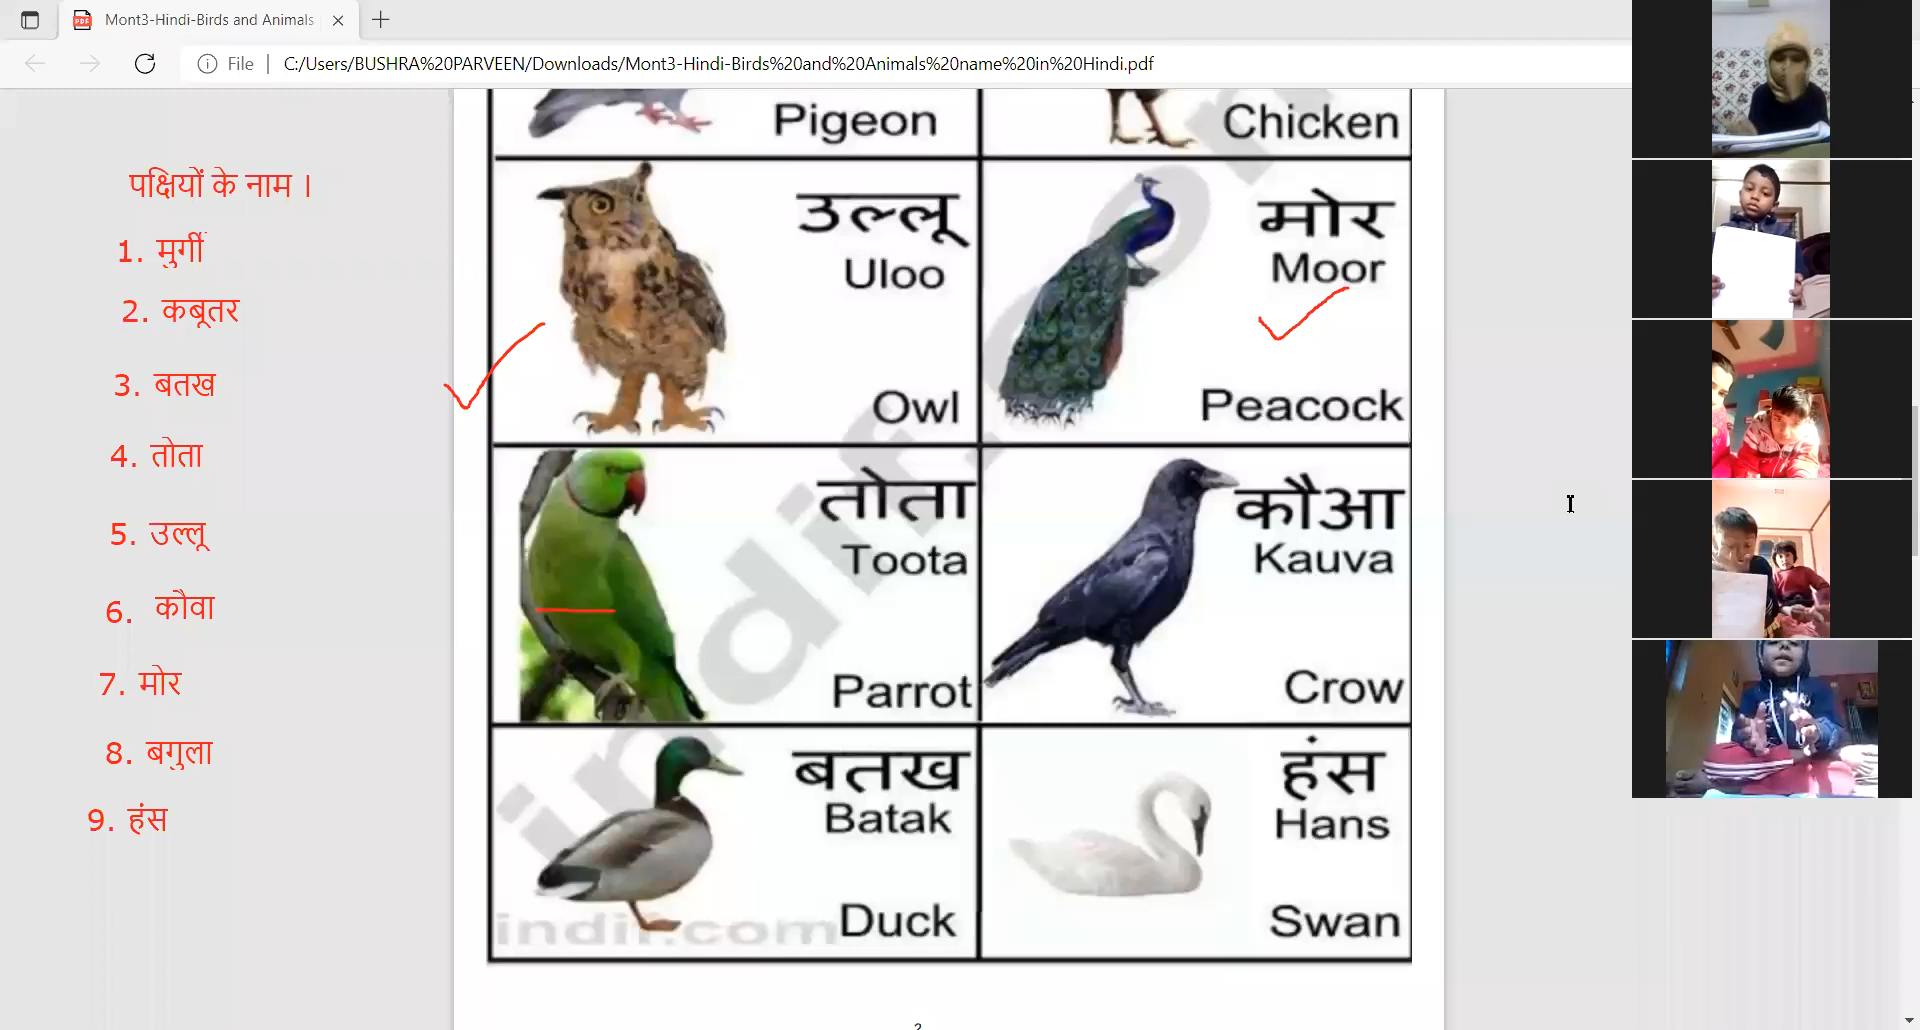 Mont3-Hindi-Birds and Animals
File
C:/Users/BUSHRA%20PARVEEN/Downloads/Mont3-Hindi-Birds%20and%20Animals%20name%20in%20Hindi.pdf
पक्षियों के नाम ।
1. मुर्गी
2. कबूतर
3. बतख
4. तोता
5. उल्लू
6. कौवा
7. मोर
8. बगुला
9. हंस
Pigeon
Chicken
उल्लू
Uloo
Owl
मोर
Moor
Peacock
तोता
Toota
Parrot
कौआ
Kauva
Crow
बतख
Batak
Duck
हंस
Hans
Swan
indif.com